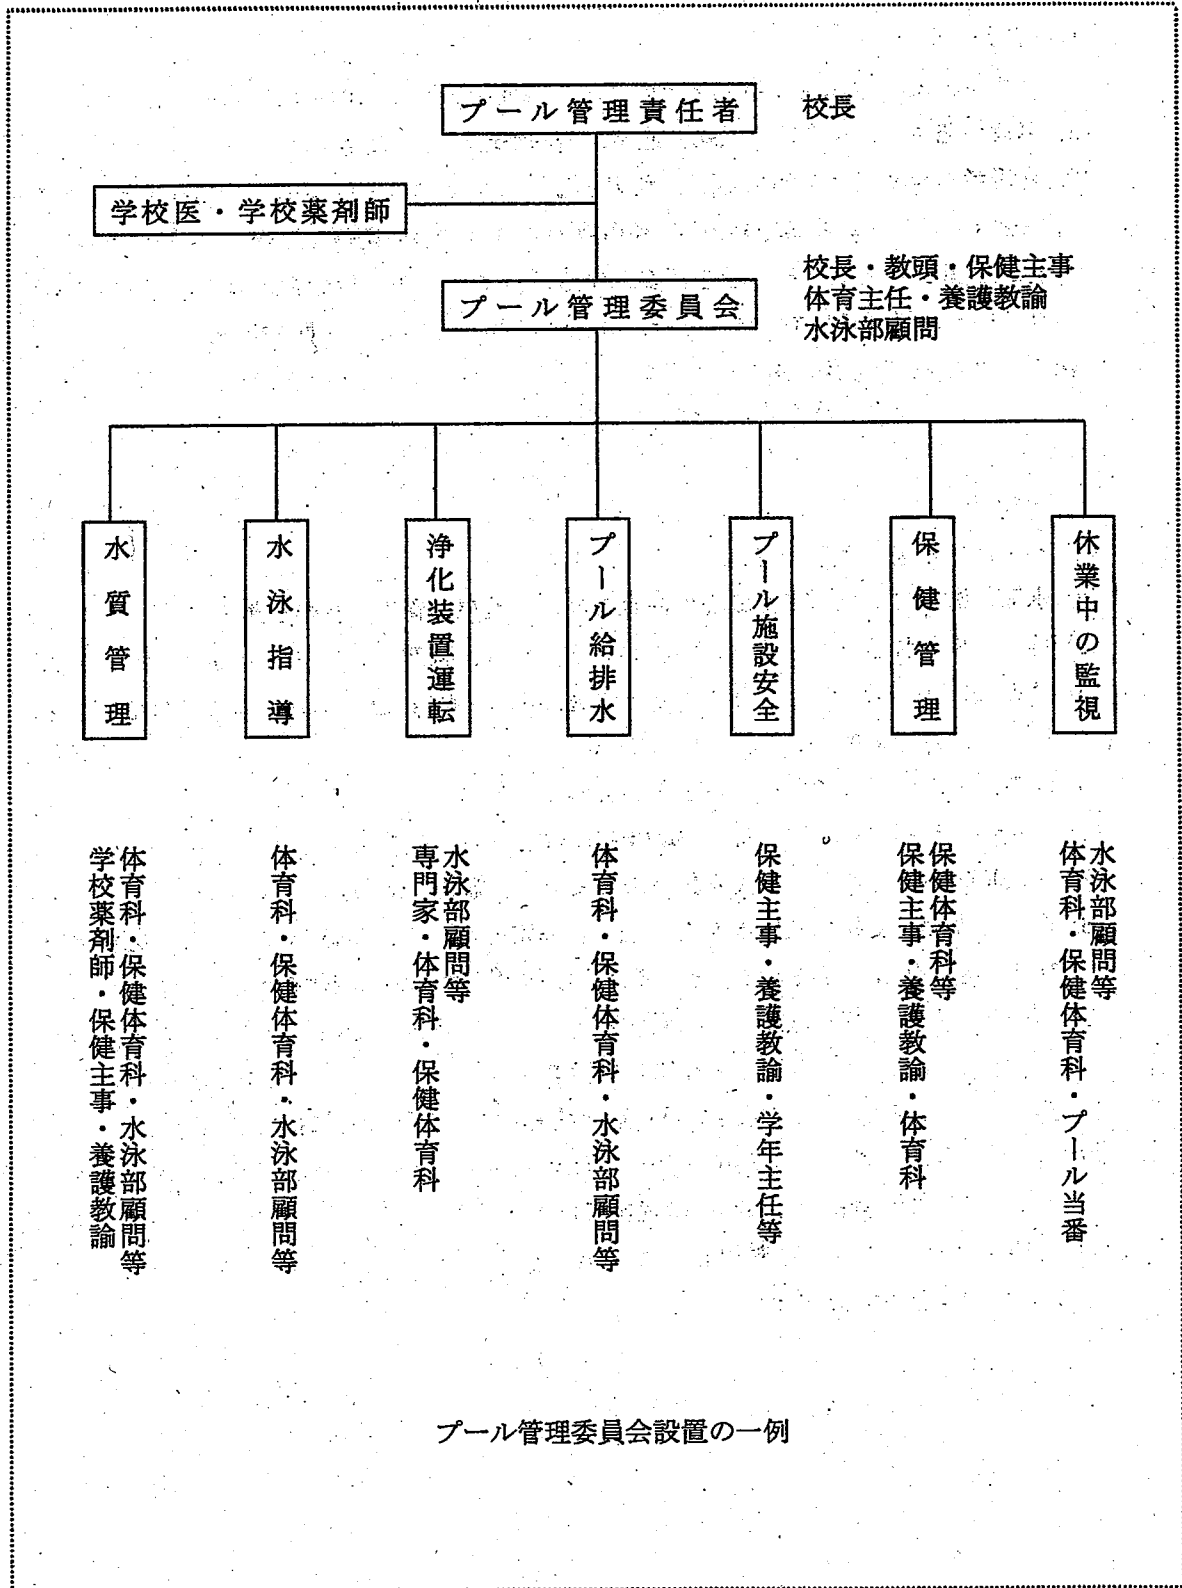 プール管理責任者
校長
学校医・学校薬剤師
プール管理委員会
校長・教頭・保健主事
体育主任・養護教諭
水泳部顧問
水質管理
水泳指導
浄化装置運転
プール給排水
プール施設安全
保健管理
休業中の監視
学校薬剤師・保健主事・養護教諭
体育科・保健体育科・水泳部顧問等
体育科・保健体育科・水泳部顧問等
専門家・体育科・保健体育科
水泳部顧問等
体育科・保健体育科・水泳部顧問等
保健主事・養護教諭・学年主任等
保健主事・養護教諭・体育科
保健体育科等
体育科・保健体育科・プール当番
水泳部顧問等
プール管理委員会設置の一例